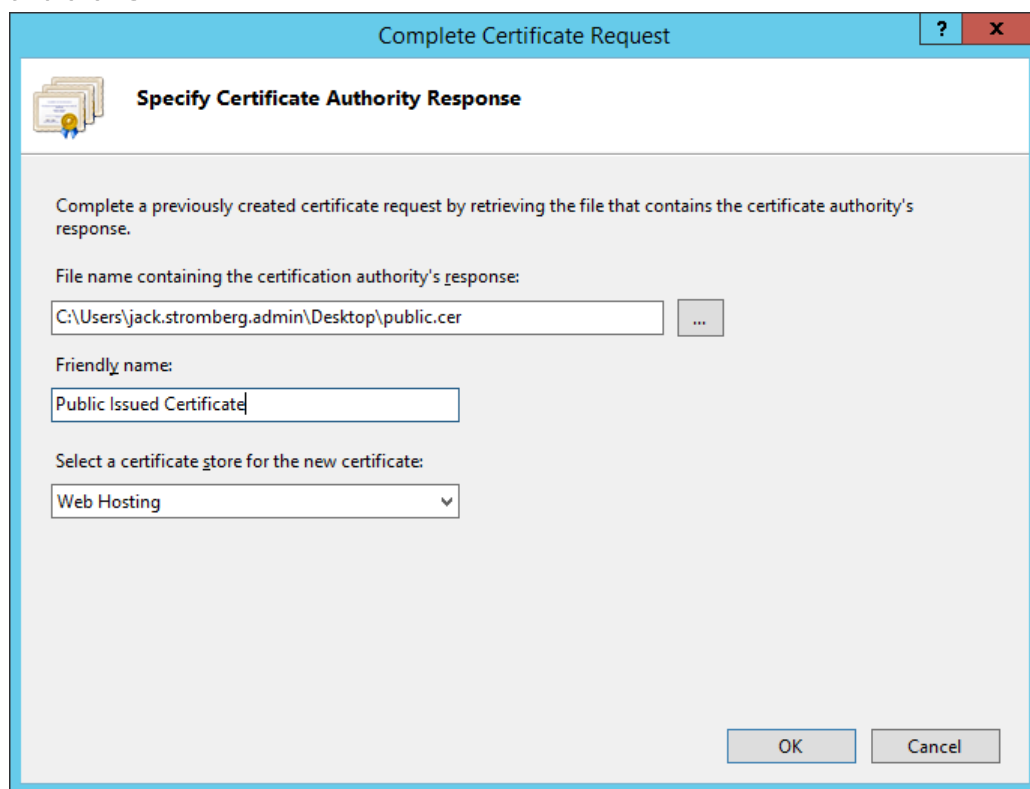 Complete Certificate Request
?
x
Specify Certificate Authority Response
Complete a previously created certificate request by retrieving the file that contains the certificate authority's
response.
File name containing the certification authority's response:
C:\Users\jack.stromberg.admin\Desktop\public.cer
...
Friendly name:
Public Issued Certificate
Select a certificate store for the new certificate:
Web Hosting
OK
Cancel